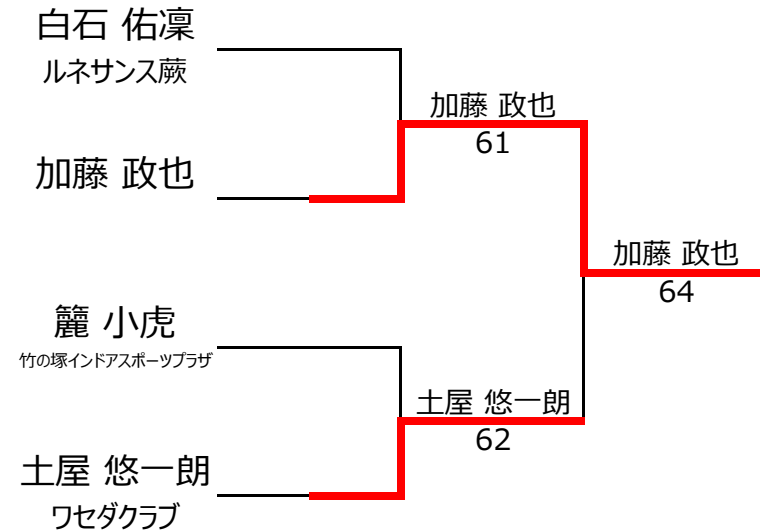 白石 佑凜
ルネサンス蕨
加藤 政也
61
加藤 政也
加藤 政也
64
籠 小虎
竹の塚インドアスポーツプラザ
土屋 悠一朗
62
土屋 悠一朗
ワセダクラブ